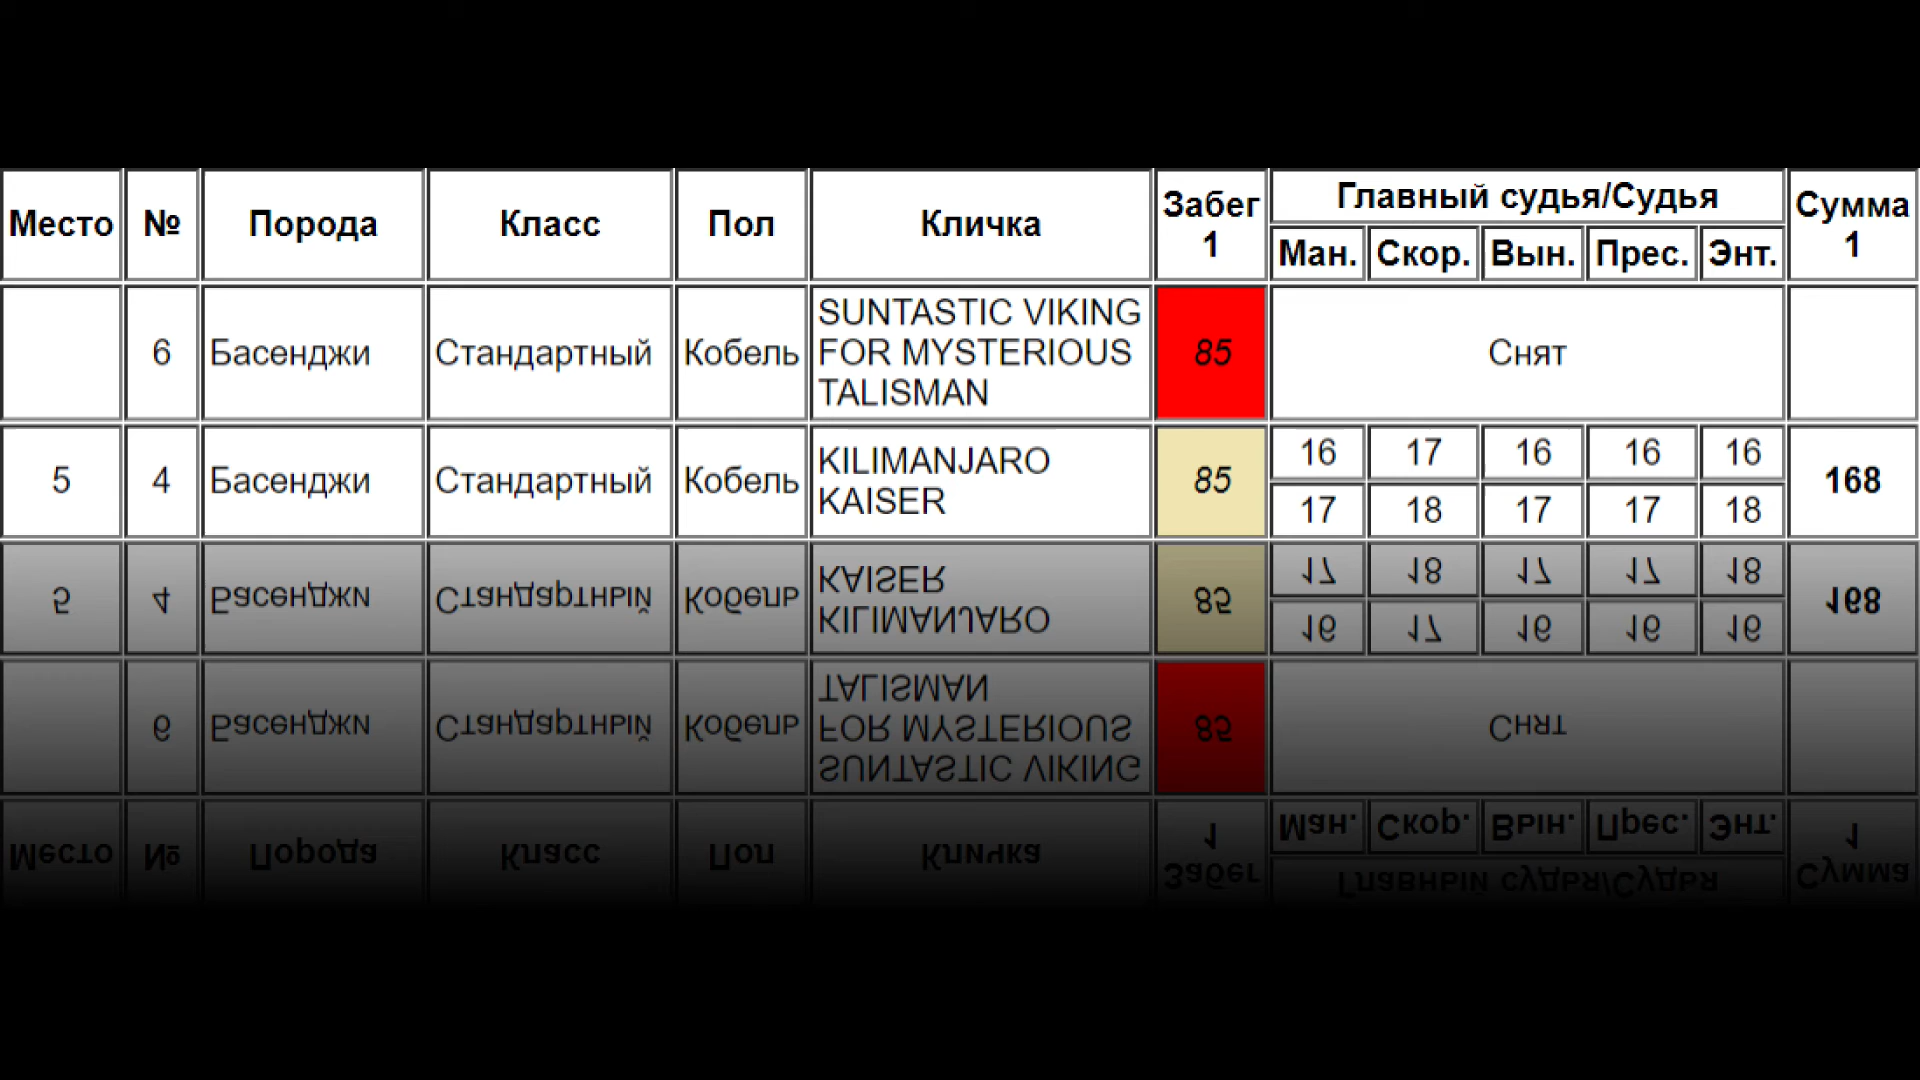 Место № Порода Класс Пол Кличка Забег 1 Главный судья/Судья Сумма 1
Ман. Скор. Вын. Прес. Энт.
6 Басенджи Стандартный Кобель SUNTASTIC VIKING FOR MYSTERIOUS TALISMAN 85 Снят
5 4 Басенджи Стандартный Кобель KILIMANJARO KAISER 85 16 17 16 16 16 168
17 18 17 17 18